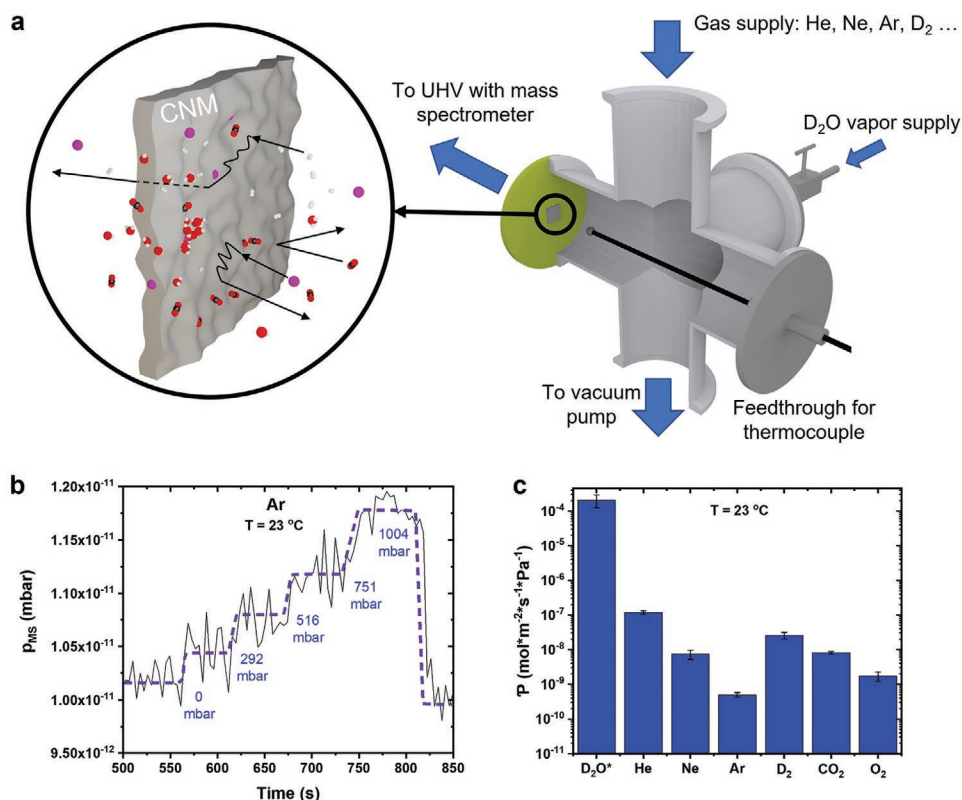 a
CNM
Gas supply: He, Ne, Ar, D₂ …
To UHV with mass
spectrometer
D₂O vapor supply
To vacuum
pump
Feedthrough for
thermocouple
b
1.20x10⁻¹¹
1.15x10⁻¹¹
1.10x10⁻¹¹
1.05x10⁻¹¹
1.00x10⁻¹¹
9.50x10⁻¹²
pMS (mbar)
Ar
T = 23 ºC
0
mbar
292
mbar
516
mbar
751
mbar
1004
mbar
500 550 600 650 700 750 800 850
Time (s)
c
T = 23 ºC
10⁻⁴
10⁻⁵
10⁻⁶
10⁻⁷
10⁻⁸
10⁻⁹
10⁻¹⁰
10⁻¹¹
P (mol*m⁻²*s⁻¹*Pa⁻¹)
D₂O* He Ne Ar D₂ CO₂ O₂